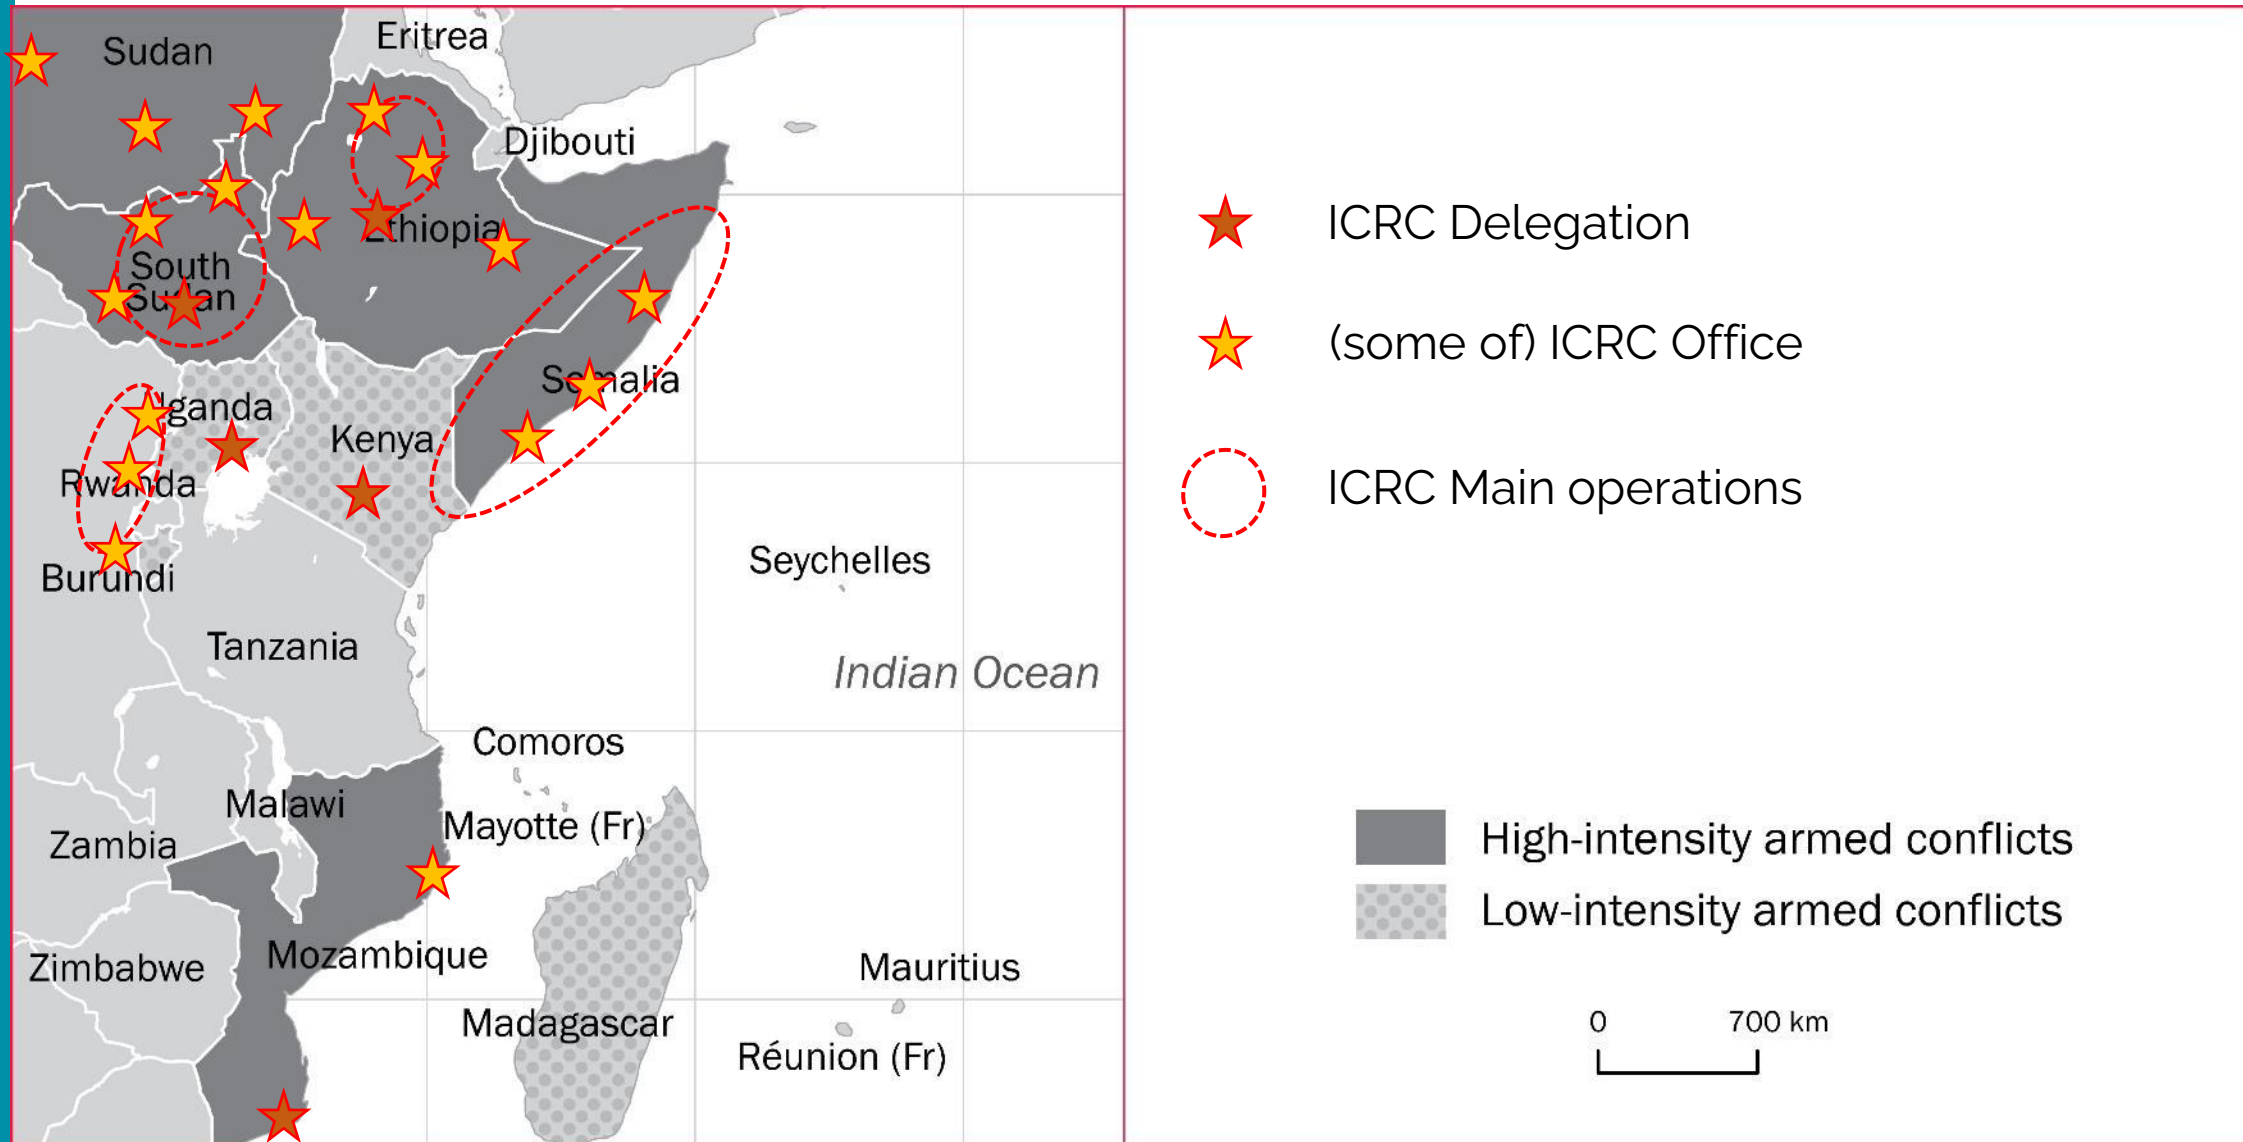 Sudan
Eritrea
Djibouti
Ethiopia
South
Sudan
Somalia
Uganda
Kenya
Rwanda
Burundi
Seychelles
Tanzania
Indian Ocean
Comoros
Malawi
Mayotte (Fr)
Zambia
Mozambique
Zimbabwe
Mauritius
Madagascar
Réunion (Fr)
ICRC Delegation
(some of) ICRC Office
ICRC Main operations
High-intensity armed conflicts
Low-intensity armed conflicts
0 700 km